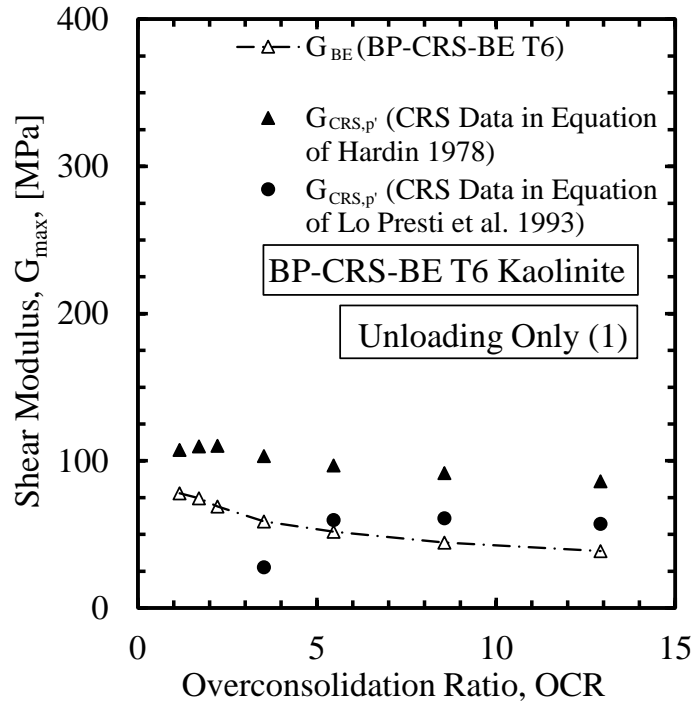 400
300
200
100
0
Shear Modulus, G_max, [MPa]
G_BE (BP-CRS-BE T6)
G_CRS,p' (CRS Data in Equation
of Hardin 1978)
G_CRS,p' (CRS Data in Equation
of Lo Presti et al. 1993)
BP-CRS-BE T6 Kaolinite
Unloading Only (1)
0 5 10 15
Overconsolidation Ratio, OCR